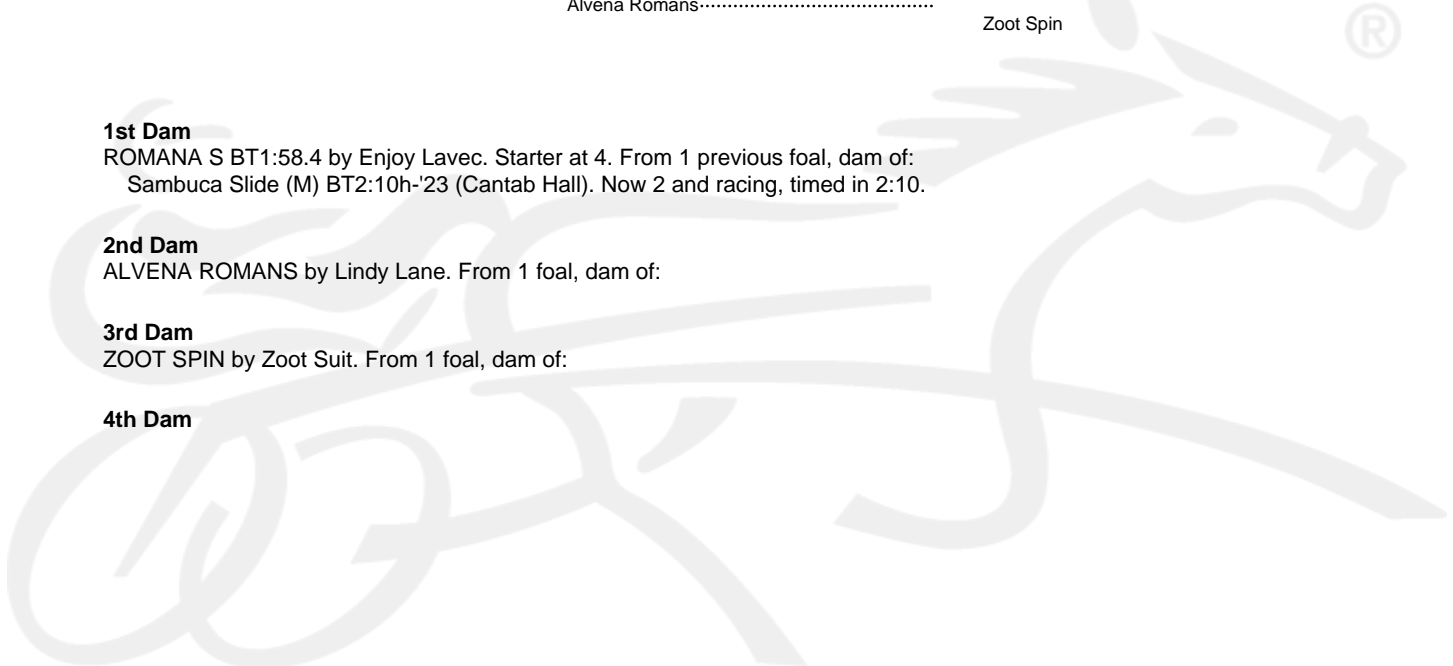 Alvena Romans..........................................
Zoot Spin
®
1st Dam
ROMANA S BT1:58.4 by Enjoy Lavec. Starter at 4. From 1 previous foal, dam of:
Sambuca Slide (M) BT2:10h-'23 (Cantab Hall). Now 2 and racing, timed in 2:10.
2nd Dam
ALVENA ROMANS by Lindy Lane. From 1 foal, dam of:
3rd Dam
ZOOT SPIN by Zoot Suit. From 1 foal, dam of:
4th Dam